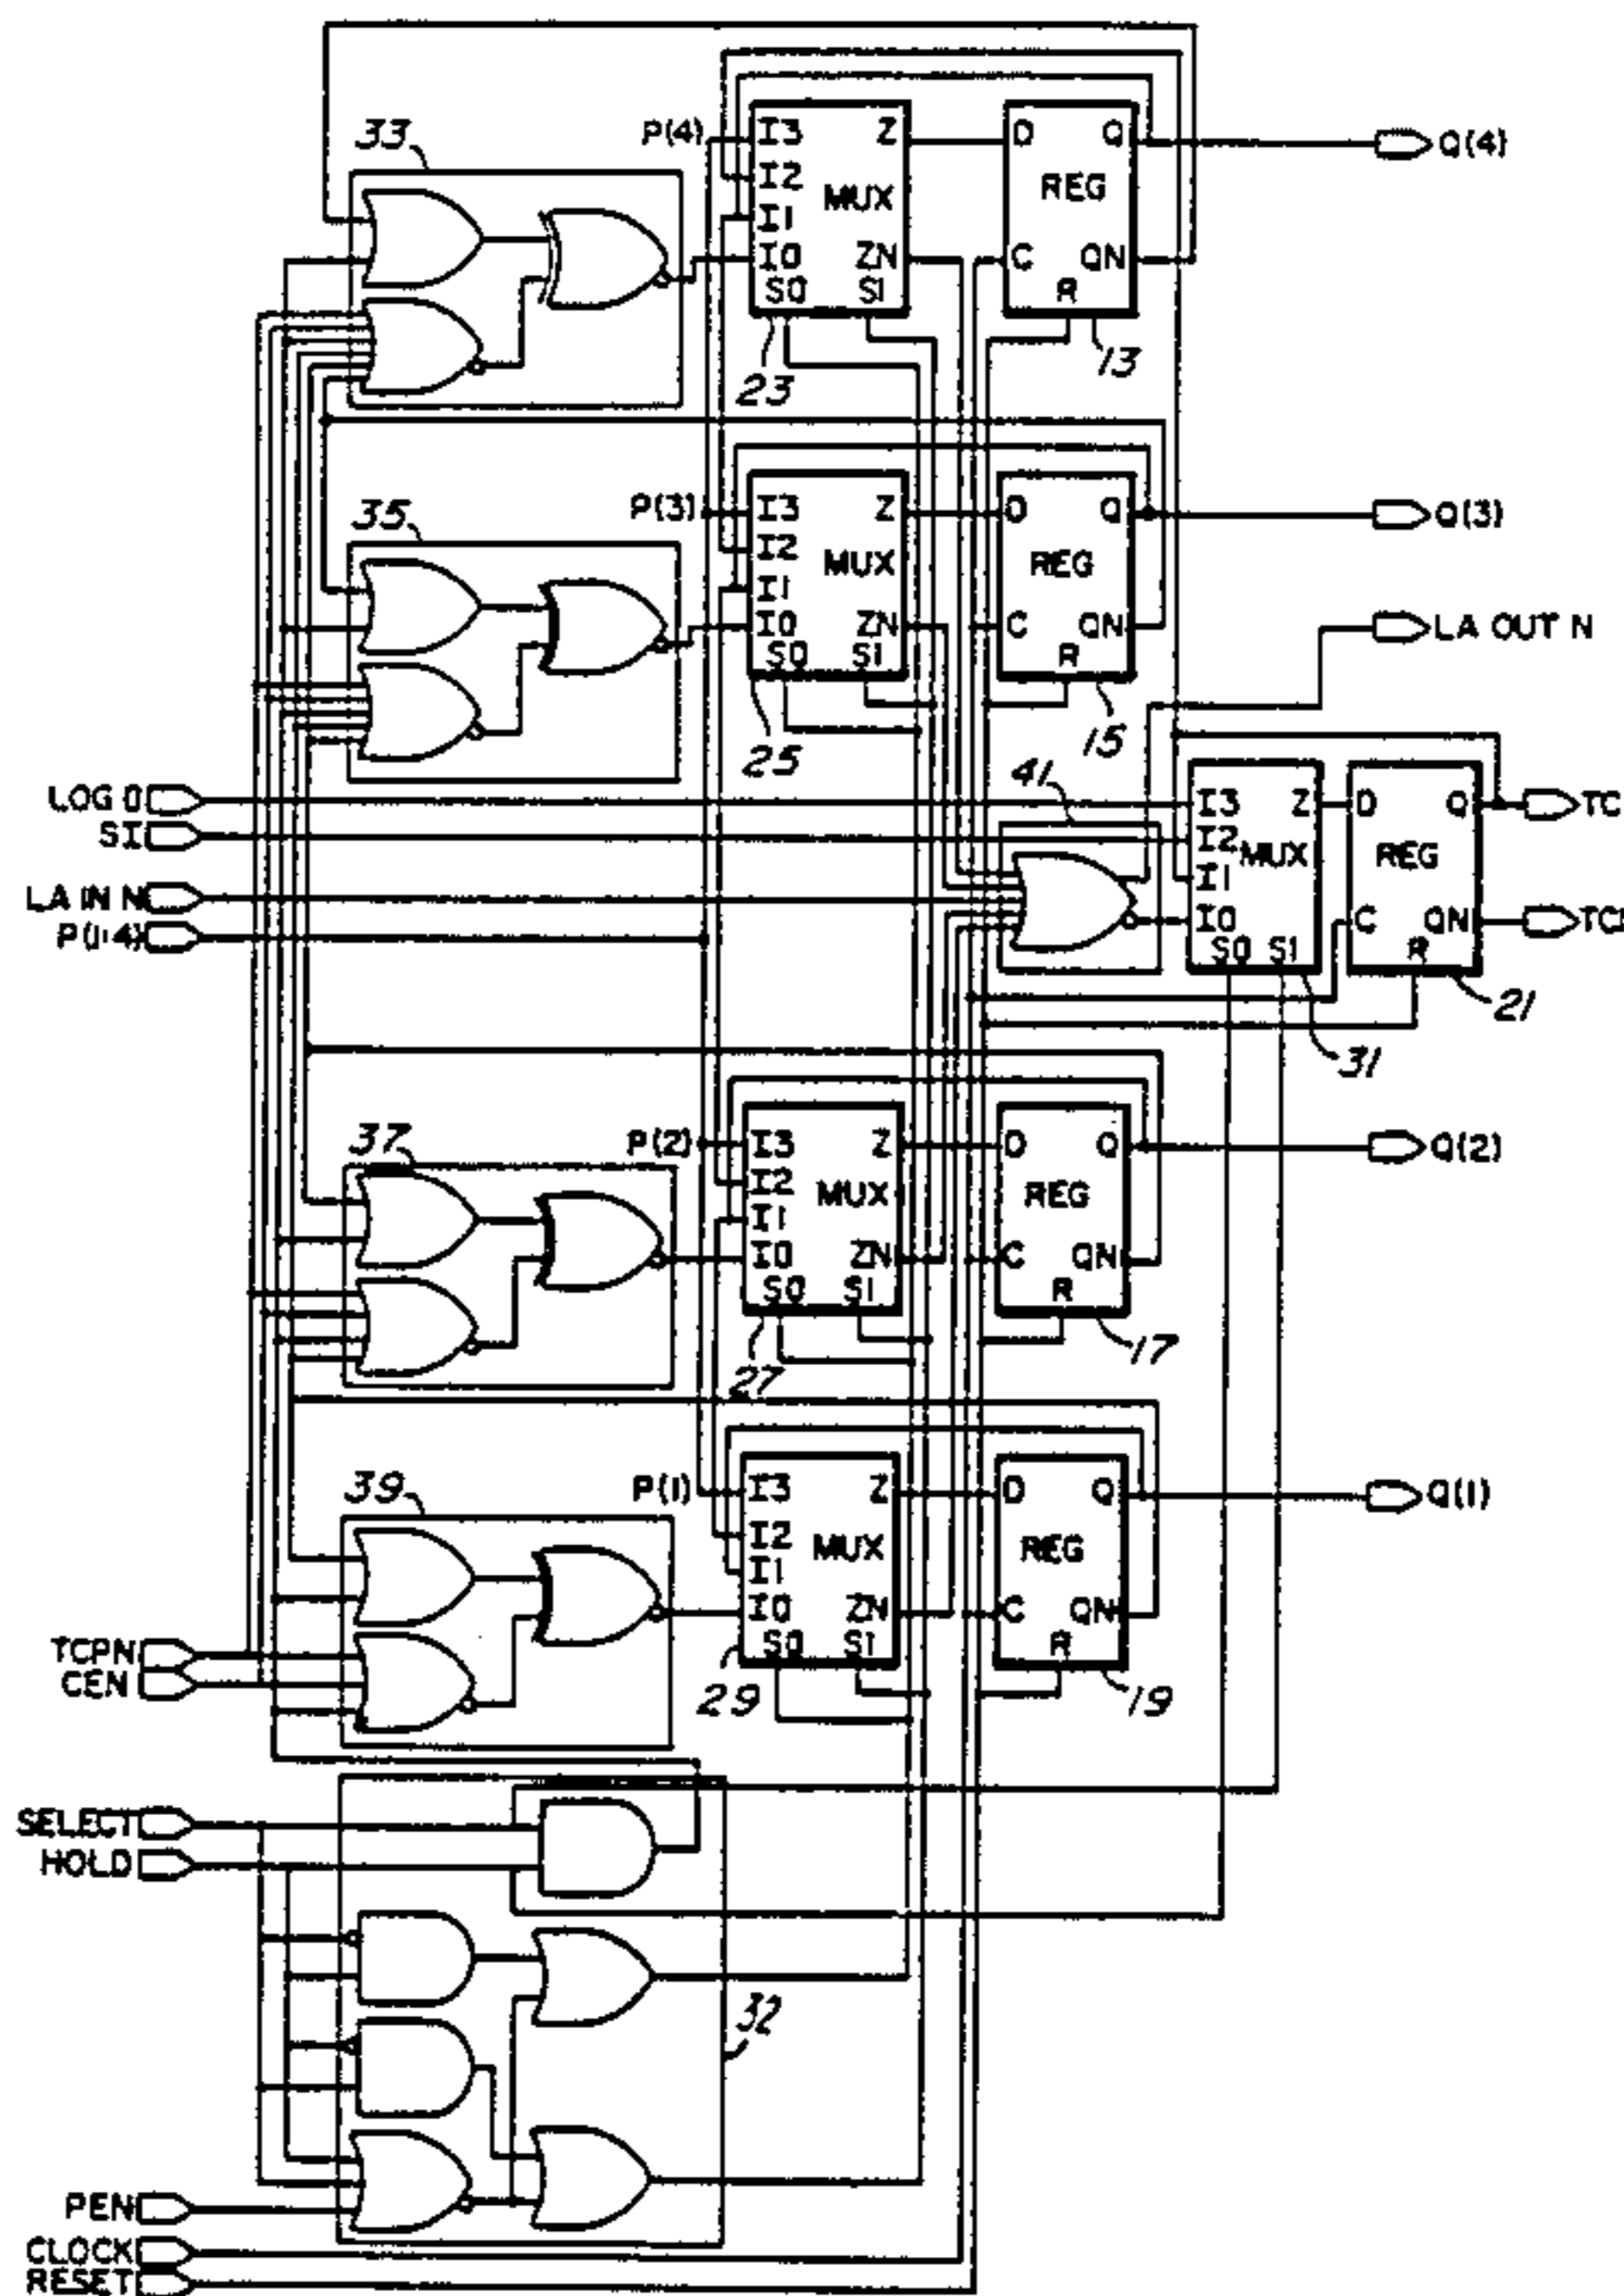 33
P(4)
I3
I2
I1
I0
Z
MUX
ZN
S0
S1
23
D
Q
REG
C
QN
R
13
Q(4)
35
P(3)
I3
I2
I1
I0
Z
MUX
ZN
S0
S1
25
D
Q
REG
C
QN
R
15
Q(3)
LA OUT N
LOG 0
SI
LA IN N
P(1:4)
41
I3
I2
I1
I0
Z
MUX
S0
S1
31
D
Q
REG
C
QN
R
21
TC
37
P(2)
I3
I2
I1
I0
Z
MUX
ZN
S0
S1
27
D
Q
REG
C
QN
R
17
Q(2)
39
P(1)
I3
I2
I1
I0
Z
MUX
ZN
S0
S1
29
D
Q
REG
C
QN
R
19
Q(1)
TCPN
CEN
SELECT
HOLD
32
PEN
CLOCK
RESET